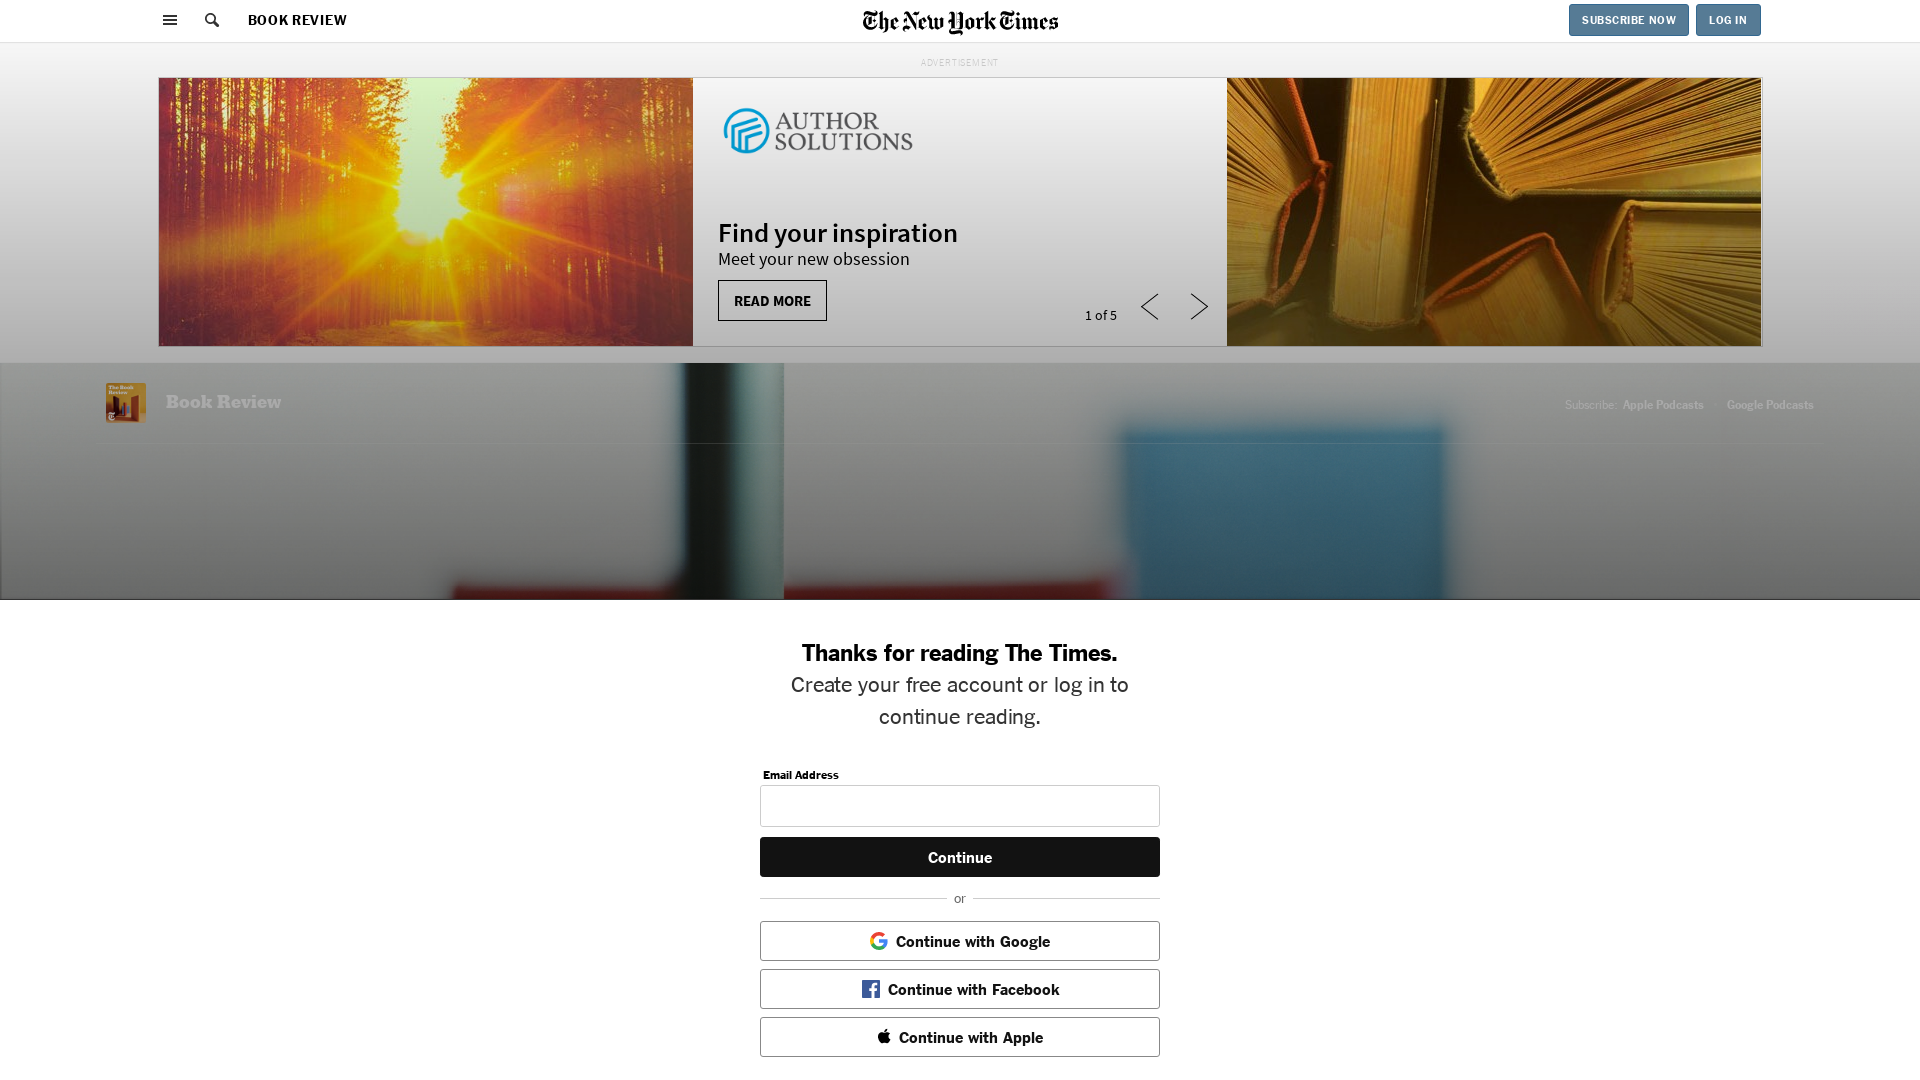 BOOK REVIEW
The New York Times
SUBSCRIBE NOW
LOG IN
ADVERTISEMENT
AUTHOR
SOLUTIONS
Find your inspiration
Meet your new obsession
READ MORE
1 of 5
The Book
Review
Book Review
Subscribe:
Apple Podcasts
Google Podcasts
Thanks for reading The Times.
Create your free account or log in to
continue reading.
Email Address
Continue
or
Continue with Google
Continue with Facebook
Continue with Apple